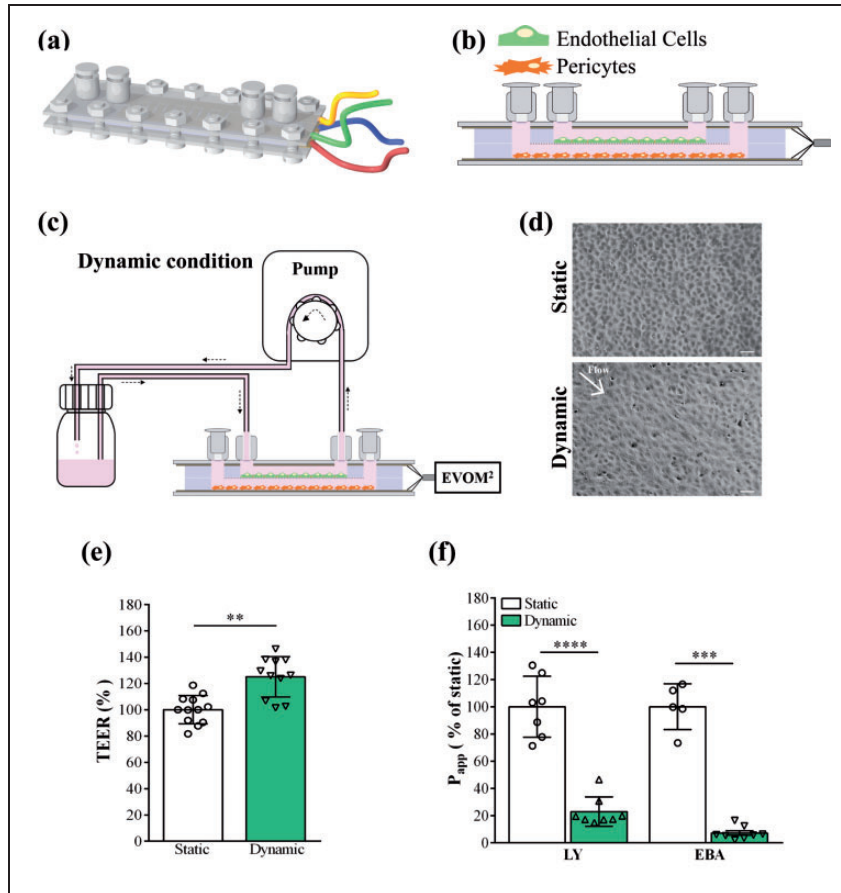 (a)
(b)
Endothelial Cells
Pericytes
(c)
Dynamic condition
Pump
EVOM²
(d)
Static
Dynamic
Flow
(e)
TEER (%)
180
160
140
120
100
80
60
40
20
0
**
Static
Dynamic
(f)
Papp ( % of static)
180
160
140
120
100
80
60
40
20
0
Static
Dynamic
****
***
LY
EBA